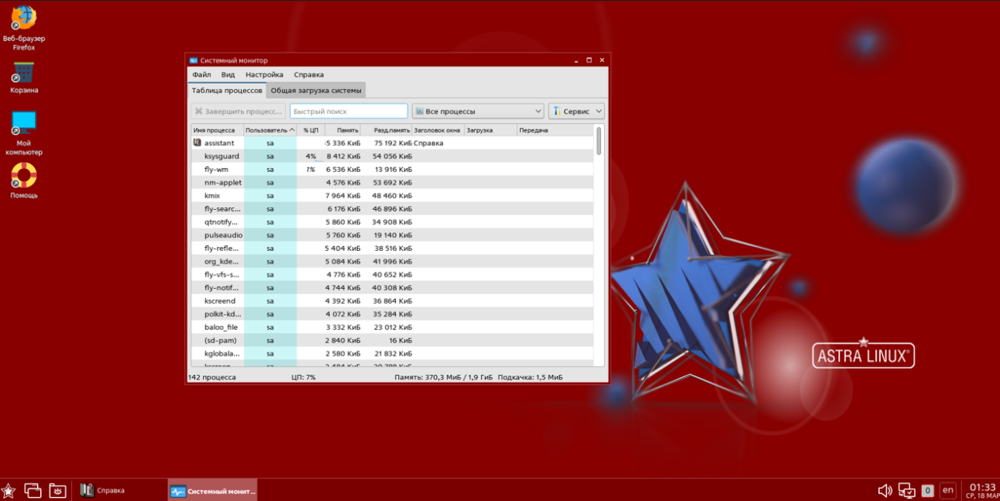 Веб-браузер
Firefox
Корзина
Мой
компьютер
Помощь
Системный монитор
Файл Вид Настройка Справка
Таблица процессов Общая загрузка системы
Завершить процесс... Быстрый поиск Все процессы Сервис
Имя процесса Пользователь % ЦП Память Разд.память Заголовок окна Загрузка Передача
assistant sa 5 336 КиБ 75 192 КиБ Справка
ksysguard sa 4% 8 412 КиБ 54 056 КиБ
fly-wm sa 1% 6 536 КиБ 13 916 КиБ
nm-applet sa 4 576 КиБ 53 692 КиБ
kmix sa 7 964 КиБ 48 460 КиБ
fly-searc... sa 6 176 КиБ 46 896 КиБ
qtnotify... sa 5 860 КиБ 34 908 КиБ
pulseaudio sa 5 760 КиБ 19 140 КиБ
fly-refle... sa 5 404 КиБ 38 516 КиБ
org_kde... sa 5 084 КиБ 41 996 КиБ
fly-vfs-s... sa 4 776 КиБ 40 652 КиБ
fly-notif... sa 4 744 КиБ 40 308 КиБ
kscreend sa 4 392 КиБ 36 864 КиБ
polkit-kd... sa 4 072 КиБ 35 284 КиБ
baloo_file sa 3 332 КиБ 23 012 КиБ
(sd-pam) sa 2 840 КиБ 16 КиБ
kglobala... sa 2 580 КиБ 21 832 КиБ
142 процесса ЦП: 7% Память: 370,3 МиБ / 1,9 ГиБ Подкачка: 1,5 МиБ
ASTRA LINUX®
Справка
Системный монит...
0
en
01:33
СР, 18 МАР